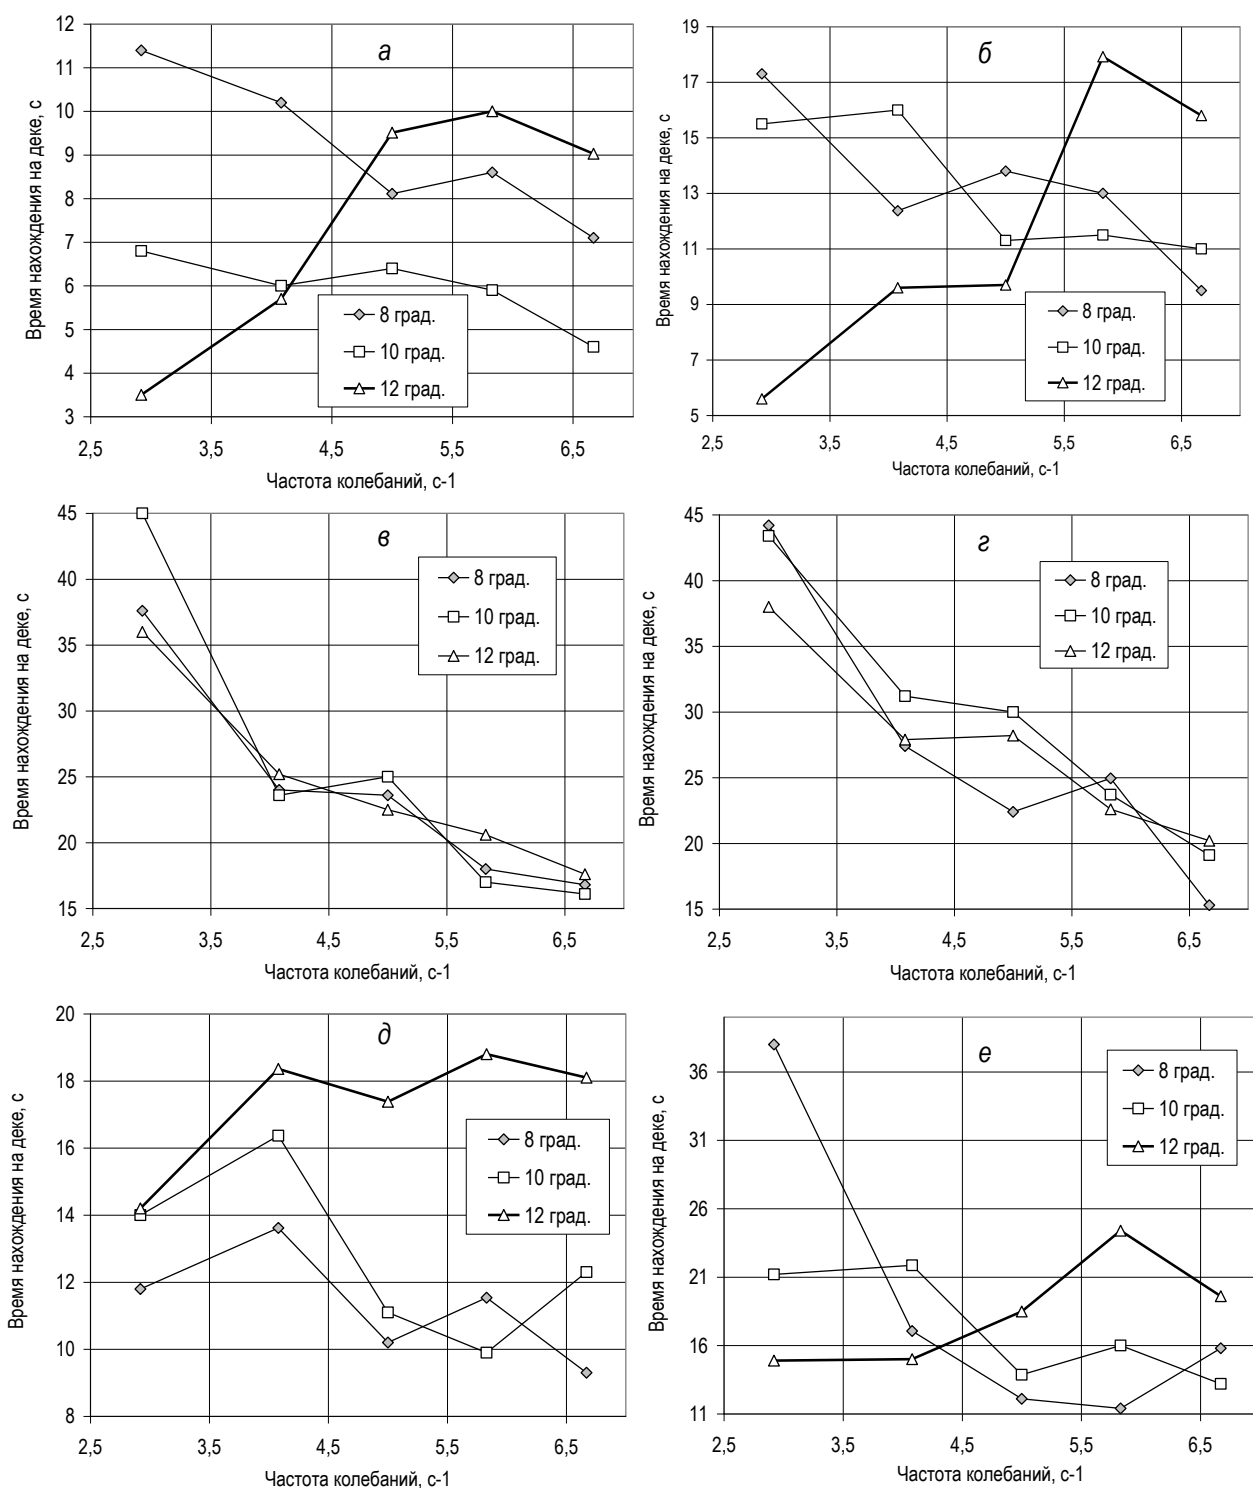 а
Время нахождения на деке, с
12
11
10
9
8
7
6
5
4
3
8 град.
10 град.
12 град.
2,5 3,5 4,5 5,5 6,5
Частота колебаний, с-1
б
Время нахождения на деке, с
19
17
15
13
11
9
7
5
8 град.
10 град.
12 град.
2,5 3,5 4,5 5,5 6,5
Частота колебаний, с-1
в
Время нахождения на деке, с
45
40
35
30
25
20
15
8 град.
10 град.
12 град.
2,5 3,5 4,5 5,5 6,5
Частота колебаний, с-1
г
Время нахождения на деке, с
45
40
35
30
25
20
15
8 град.
10 град.
12 град.
2,5 3,5 4,5 5,5 6,5
Частота колебаний, с-1
д
Время нахождения на деке, с
20
18
16
14
12
10
8
8 град.
10 град.
12 град.
2,5 3,5 4,5 5,5 6,5
Частота колебаний, с-1
е
Время нахождения на деке, с
36
31
26
21
16
11
8 град.
10 град.
12 град.
2,5 3,5 4,5 5,5 6,5
Частота колебаний, с-1